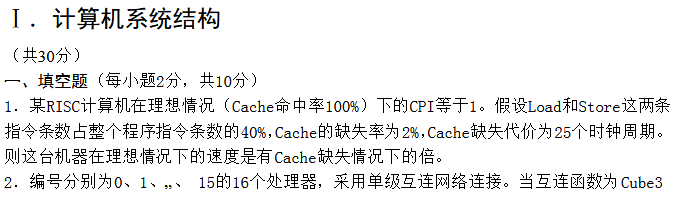 Ⅰ．计算机系统结构
（共30分）
一、填空题（每小题2分，共10分）
1．某RISC计算机在理想情况（Cache命中率100%）下的CPI等于1。假设Load和Store这两条
指令条数占整个程序指令条数的40%，Cache的缺失率为2%，Cache缺失代价为25个时钟周期。
则这台机器在理想情况下的速度是有Cache缺失情况下的倍。
2．编号分别为0、1、„、 15的16个处理器，采用单级互连网络连接。当互连函数为Cube3